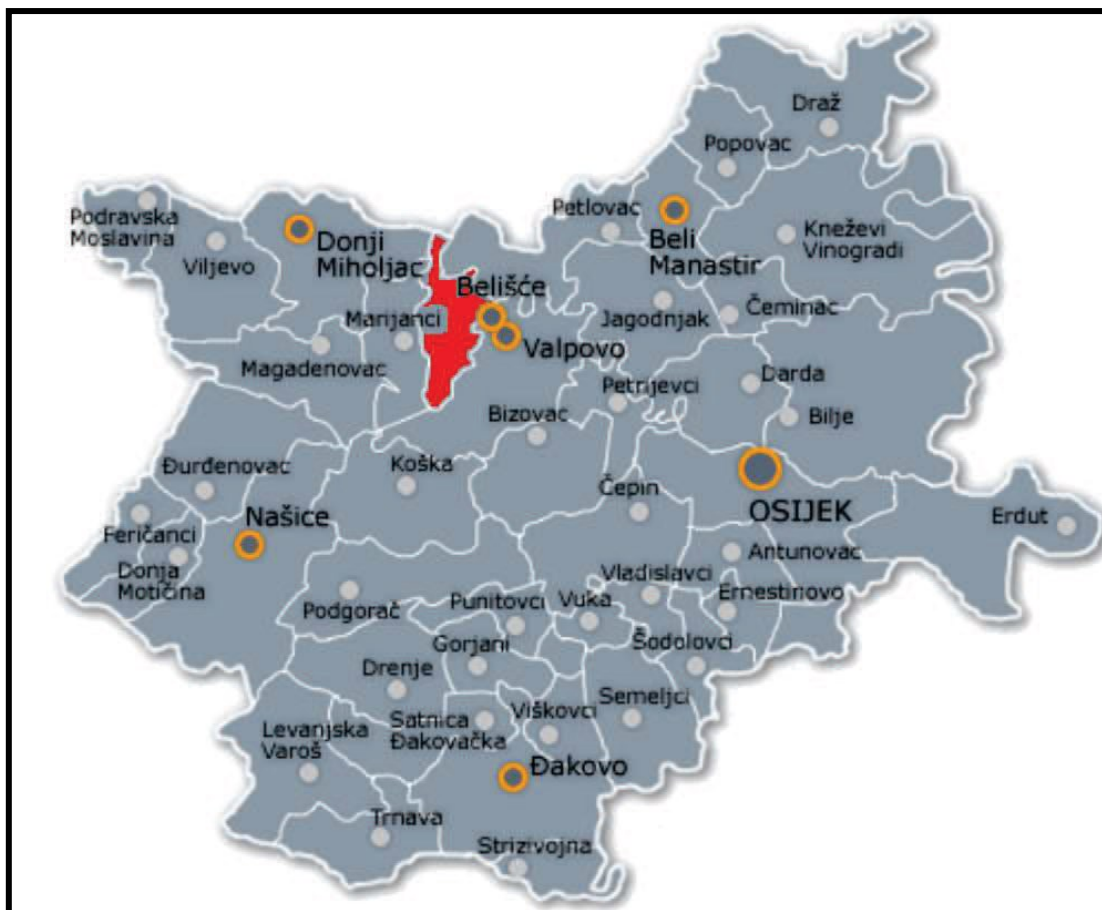 Draž
Popovac
Podravska
Moslavina
Petlovac
Beli
Manastir
Kneževi
Vinogradi
Viljevo
Donji
Miholjac
Belišće
Marijanci
Jagodnjak
Čeminac
Valpovo
Magadenovac
Petrijevci
Darda
Bizovac
Bilje
Đurđenovac
Koška
Čepin
OSIJEK
Erdut
Feričanci
Našice
Donja
Motičina
Antunovac
Vladislavci
Ernestinovo
Podgorač
Punitovci
Vuka
Gorjani
Šodolovci
Drenje
Semeljci
Levanjska
Varoš
Satnica
Đakovačka
Viškovci
Đakovo
Trnava
Strizivojna